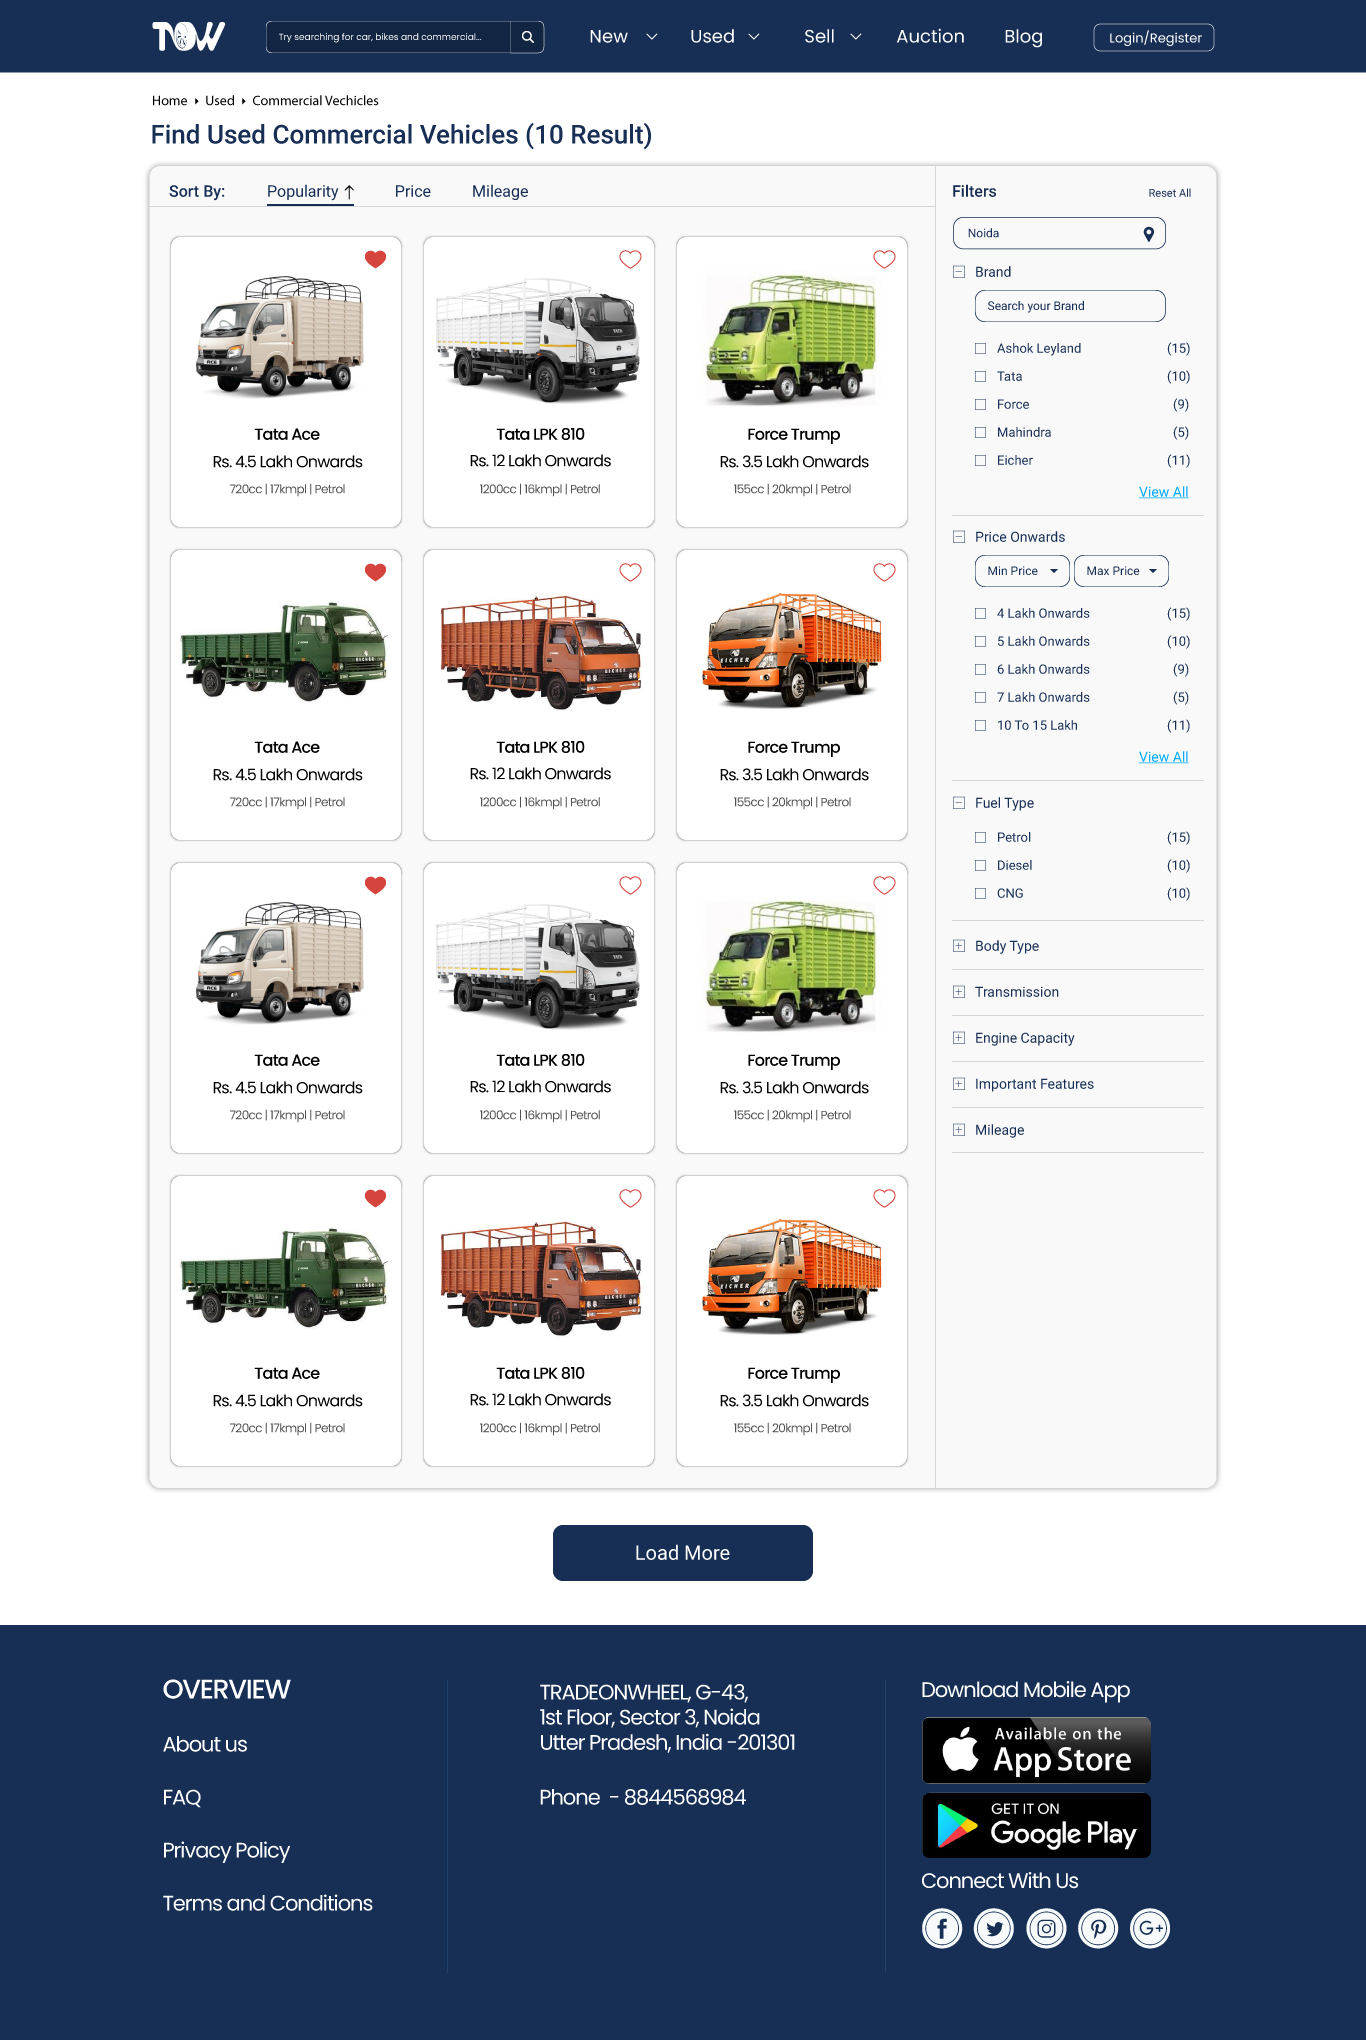 TOW
Try searching for car, bikes and commercial...
New
Used
Sell
Auction
Blog
Login/Register
Home
Used
Commercial Vechicles
Find Used Commercial Vehicles (10 Result)
Sort By:
Popularity
Price
Mileage
Tata Ace
Rs. 4.5 Lakh Onwards
720cc | 17kmpl | Petrol
Tata LPK 810
Rs. 12 Lakh Onwards
1200cc | 16kmpl | Petrol
Force Trump
Rs. 3.5 Lakh Onwards
155cc | 20kmpl | Petrol
EICHER
EICHER
EICHER
Tata Ace
Rs. 4.5 Lakh Onwards
720cc | 17kmpl | Petrol
Tata LPK 810
Rs. 12 Lakh Onwards
1200cc | 16kmpl | Petrol
Force Trump
Rs. 3.5 Lakh Onwards
155cc | 20kmpl | Petrol
Tata Ace
Rs. 4.5 Lakh Onwards
720cc | 17kmpl | Petrol
Tata LPK 810
Rs. 12 Lakh Onwards
1200cc | 16kmpl | Petrol
Force Trump
Rs. 3.5 Lakh Onwards
155cc | 20kmpl | Petrol
EICHER
EICHER
EICHER
Tata Ace
Rs. 4.5 Lakh Onwards
720cc | 17kmpl | Petrol
Tata LPK 810
Rs. 12 Lakh Onwards
1200cc | 16kmpl | Petrol
Force Trump
Rs. 3.5 Lakh Onwards
155cc | 20kmpl | Petrol
Filters
Reset All
Noida
Brand
Search your Brand
Ashok Leyland (15)
Tata (10)
Force (9)
Mahindra (5)
Eicher (11)
View All
Price Onwards
Min Price
Max Price
4 Lakh Onwards (15)
5 Lakh Onwards (10)
6 Lakh Onwards (9)
7 Lakh Onwards (5)
10 To 15 Lakh (11)
View All
Fuel Type
Petrol (15)
Diesel (10)
CNG (10)
Body Type
Transmission
Engine Capacity
Important Features
Mileage
Load More
OVERVIEW
About us
FAQ
Privacy Policy
Terms and Conditions
TRADEONWHEEL, G-43,
1st Floor, Sector 3, Noida
Utter Pradesh, India -201301
Phone - 8844568984
Download Mobile App
Available on the
App Store
GET IT ON
Google Play
Connect With Us